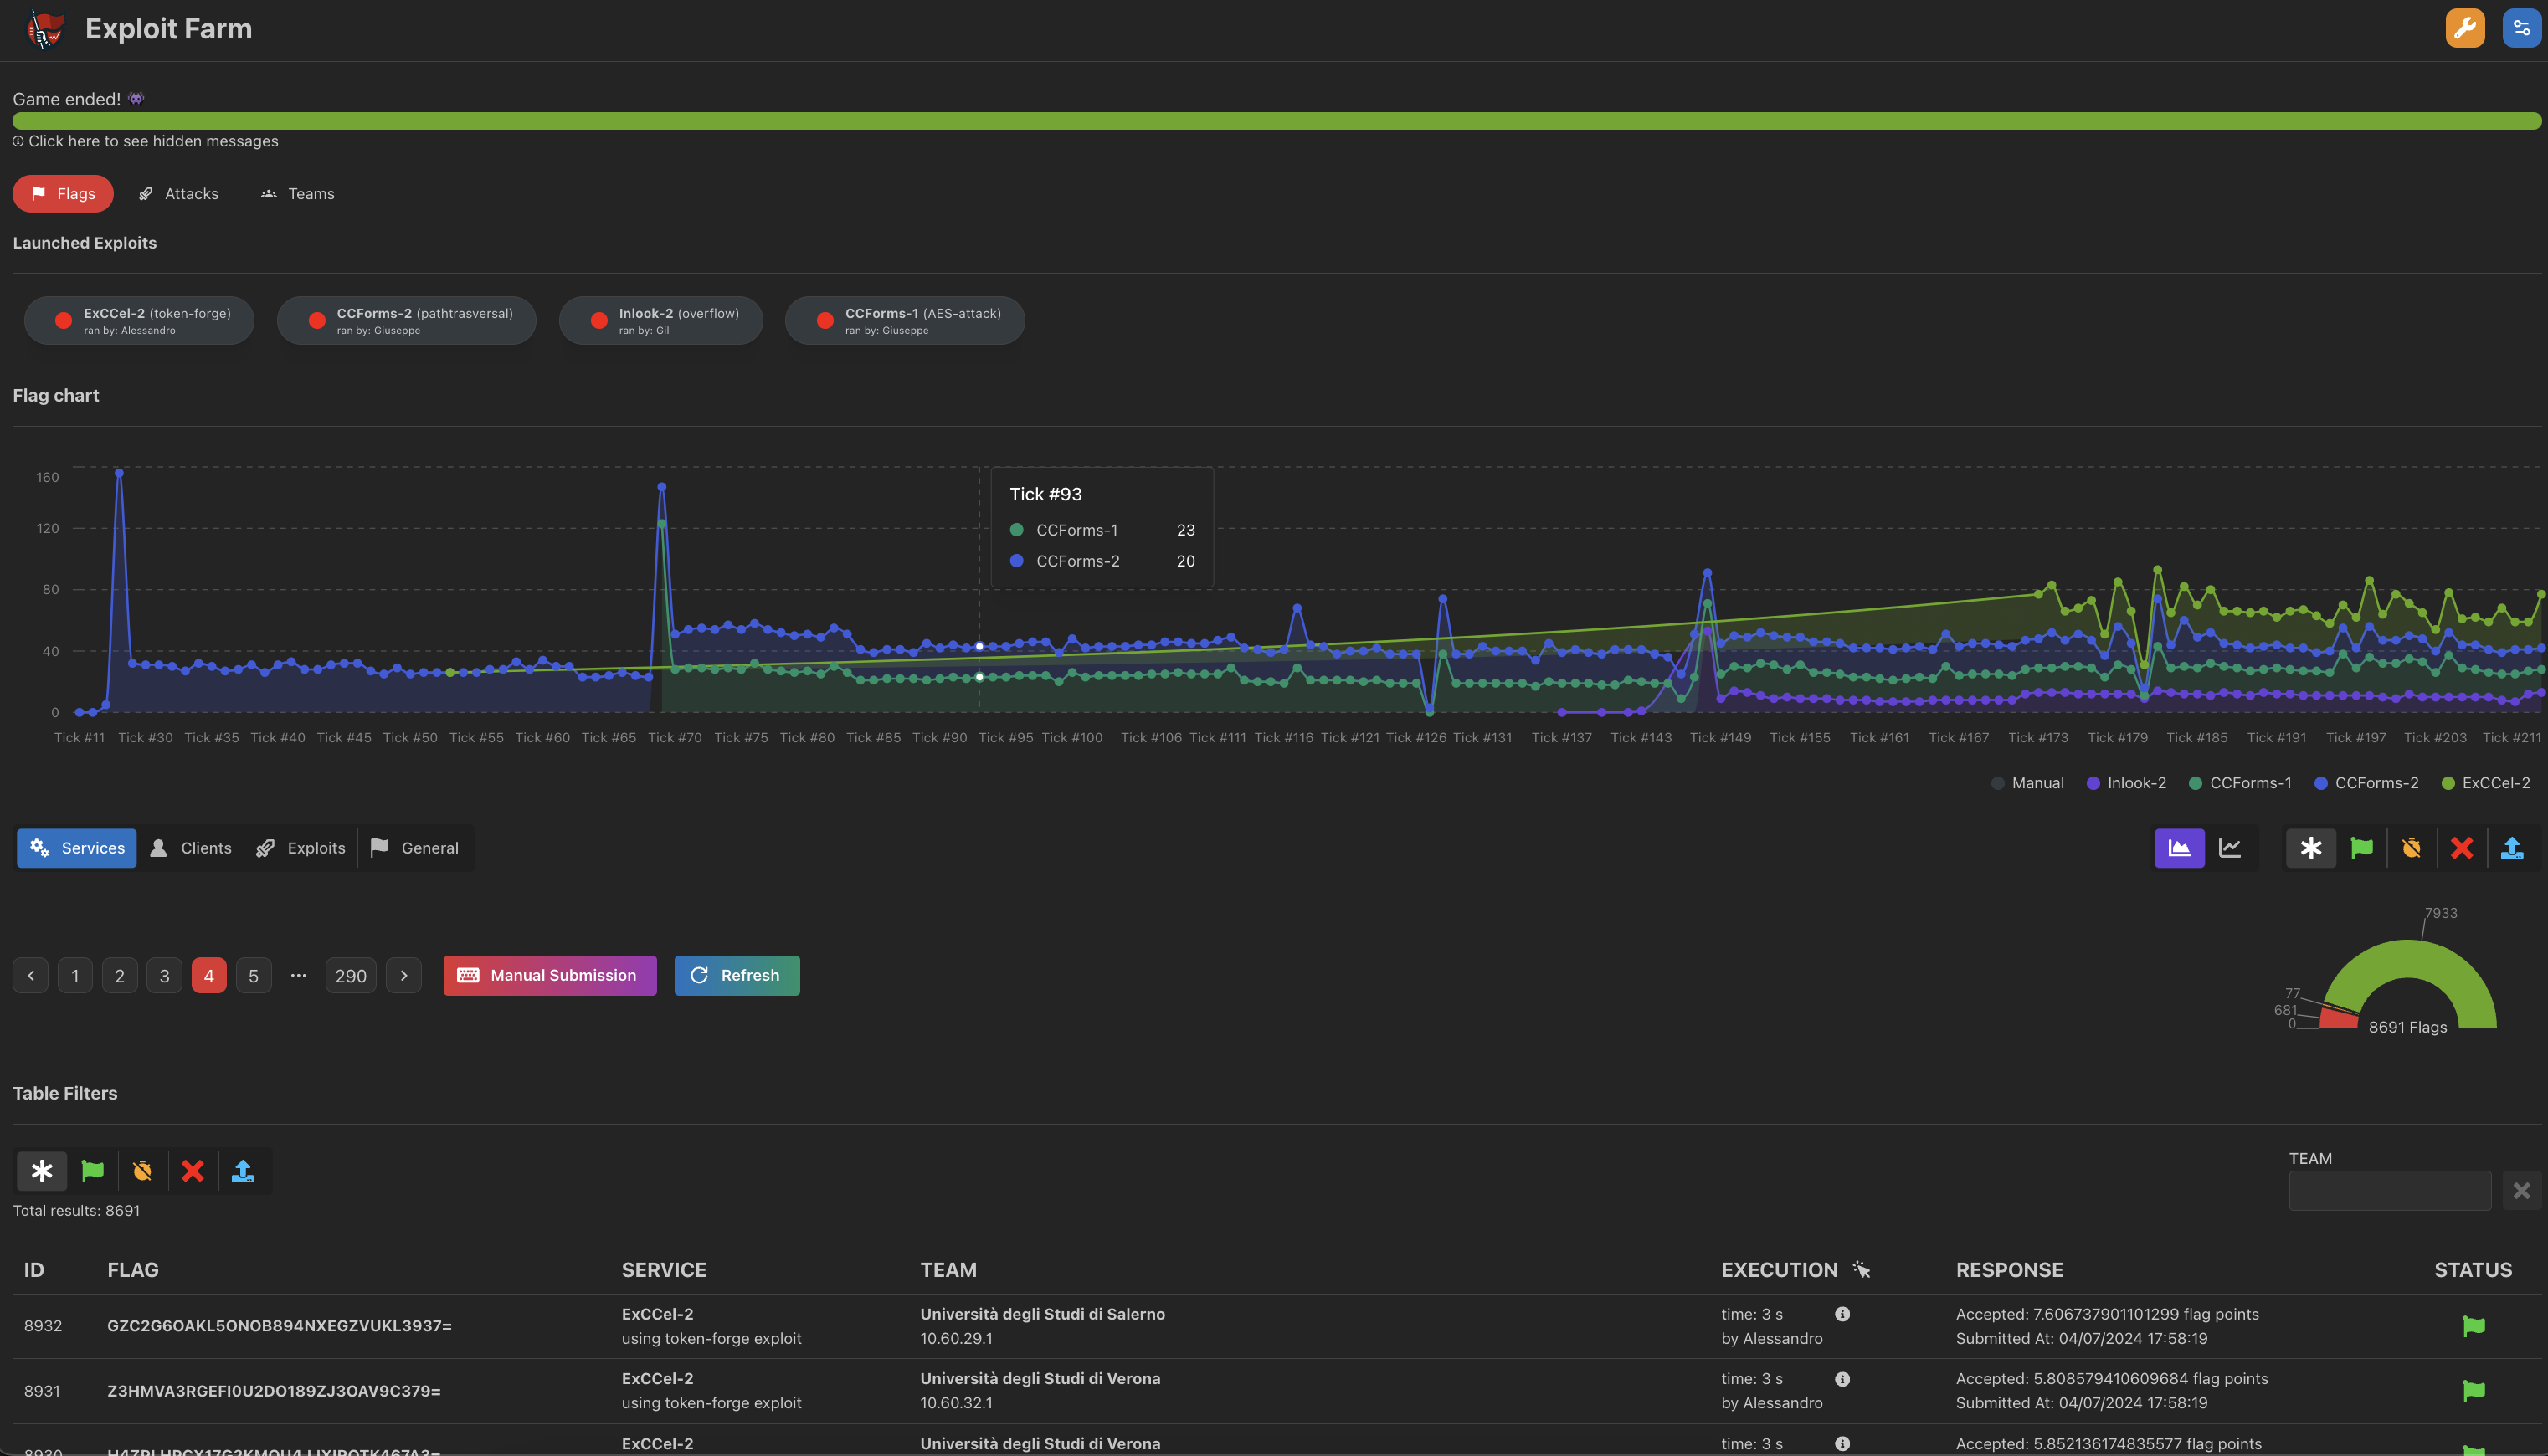 Exploit Farm
Game ended! 👾
Click here to see hidden messages
Flags
Attacks
Teams
Launched Exploits
ExCCel-2 (token-forge)
ran by: Alessandro
CCForms-2 (pathtrasversal)
ran by: Giuseppe
Inlook-2 (overflow)
ran by: Gil
CCForms-1 (AES-attack)
ran by: Giuseppe
Flag chart
160
120
80
40
0
Tick #93
CCForms-1 23
CCForms-2 20
Tick #11 Tick #30 Tick #35 Tick #40 Tick #45 Tick #50 Tick #55 Tick #60 Tick #65 Tick #70 Tick #75 Tick #80 Tick #85 Tick #90 Tick #95 Tick #100 Tick #106 Tick #111 Tick #116 Tick #121 Tick #126 Tick #131 Tick #137 Tick #143 Tick #149 Tick #155 Tick #161 Tick #167 Tick #173 Tick #179 Tick #185 Tick #191 Tick #197 Tick #203 Tick #211
Manual Inlook-2 CCForms-1 CCForms-2 ExCCel-2
Services Clients Exploits General
1 2 3 4 5 ... 290
Manual Submission
Refresh
7933
77
681
0
8691 Flags
Table Filters
Total results: 8691
TEAM
ID FLAG SERVICE TEAM EXECUTION RESPONSE STATUS
8932 GZC2G6OAKL5ONOB894NXEGZVUKL3937= ExCCel-2 Università degli Studi di Salerno time: 3 s Accepted: 7.606737901101299 flag points
using token-forge exploit 10.60.29.1 by Alessandro Submitted At: 04/07/2024 17:58:19
8931 Z3HMVA3RGEFI0U2DO189ZJ3OAV9C379= ExCCel-2 Università degli Studi di Verona time: 3 s Accepted: 5.808579410609684 flag points
using token-forge exploit 10.60.32.1 by Alessandro Submitted At: 04/07/2024 17:58:19
8930 ExCCel-2 Università degli Studi di Verona time: 3 s Accepted: 5.852136174835577 flag points